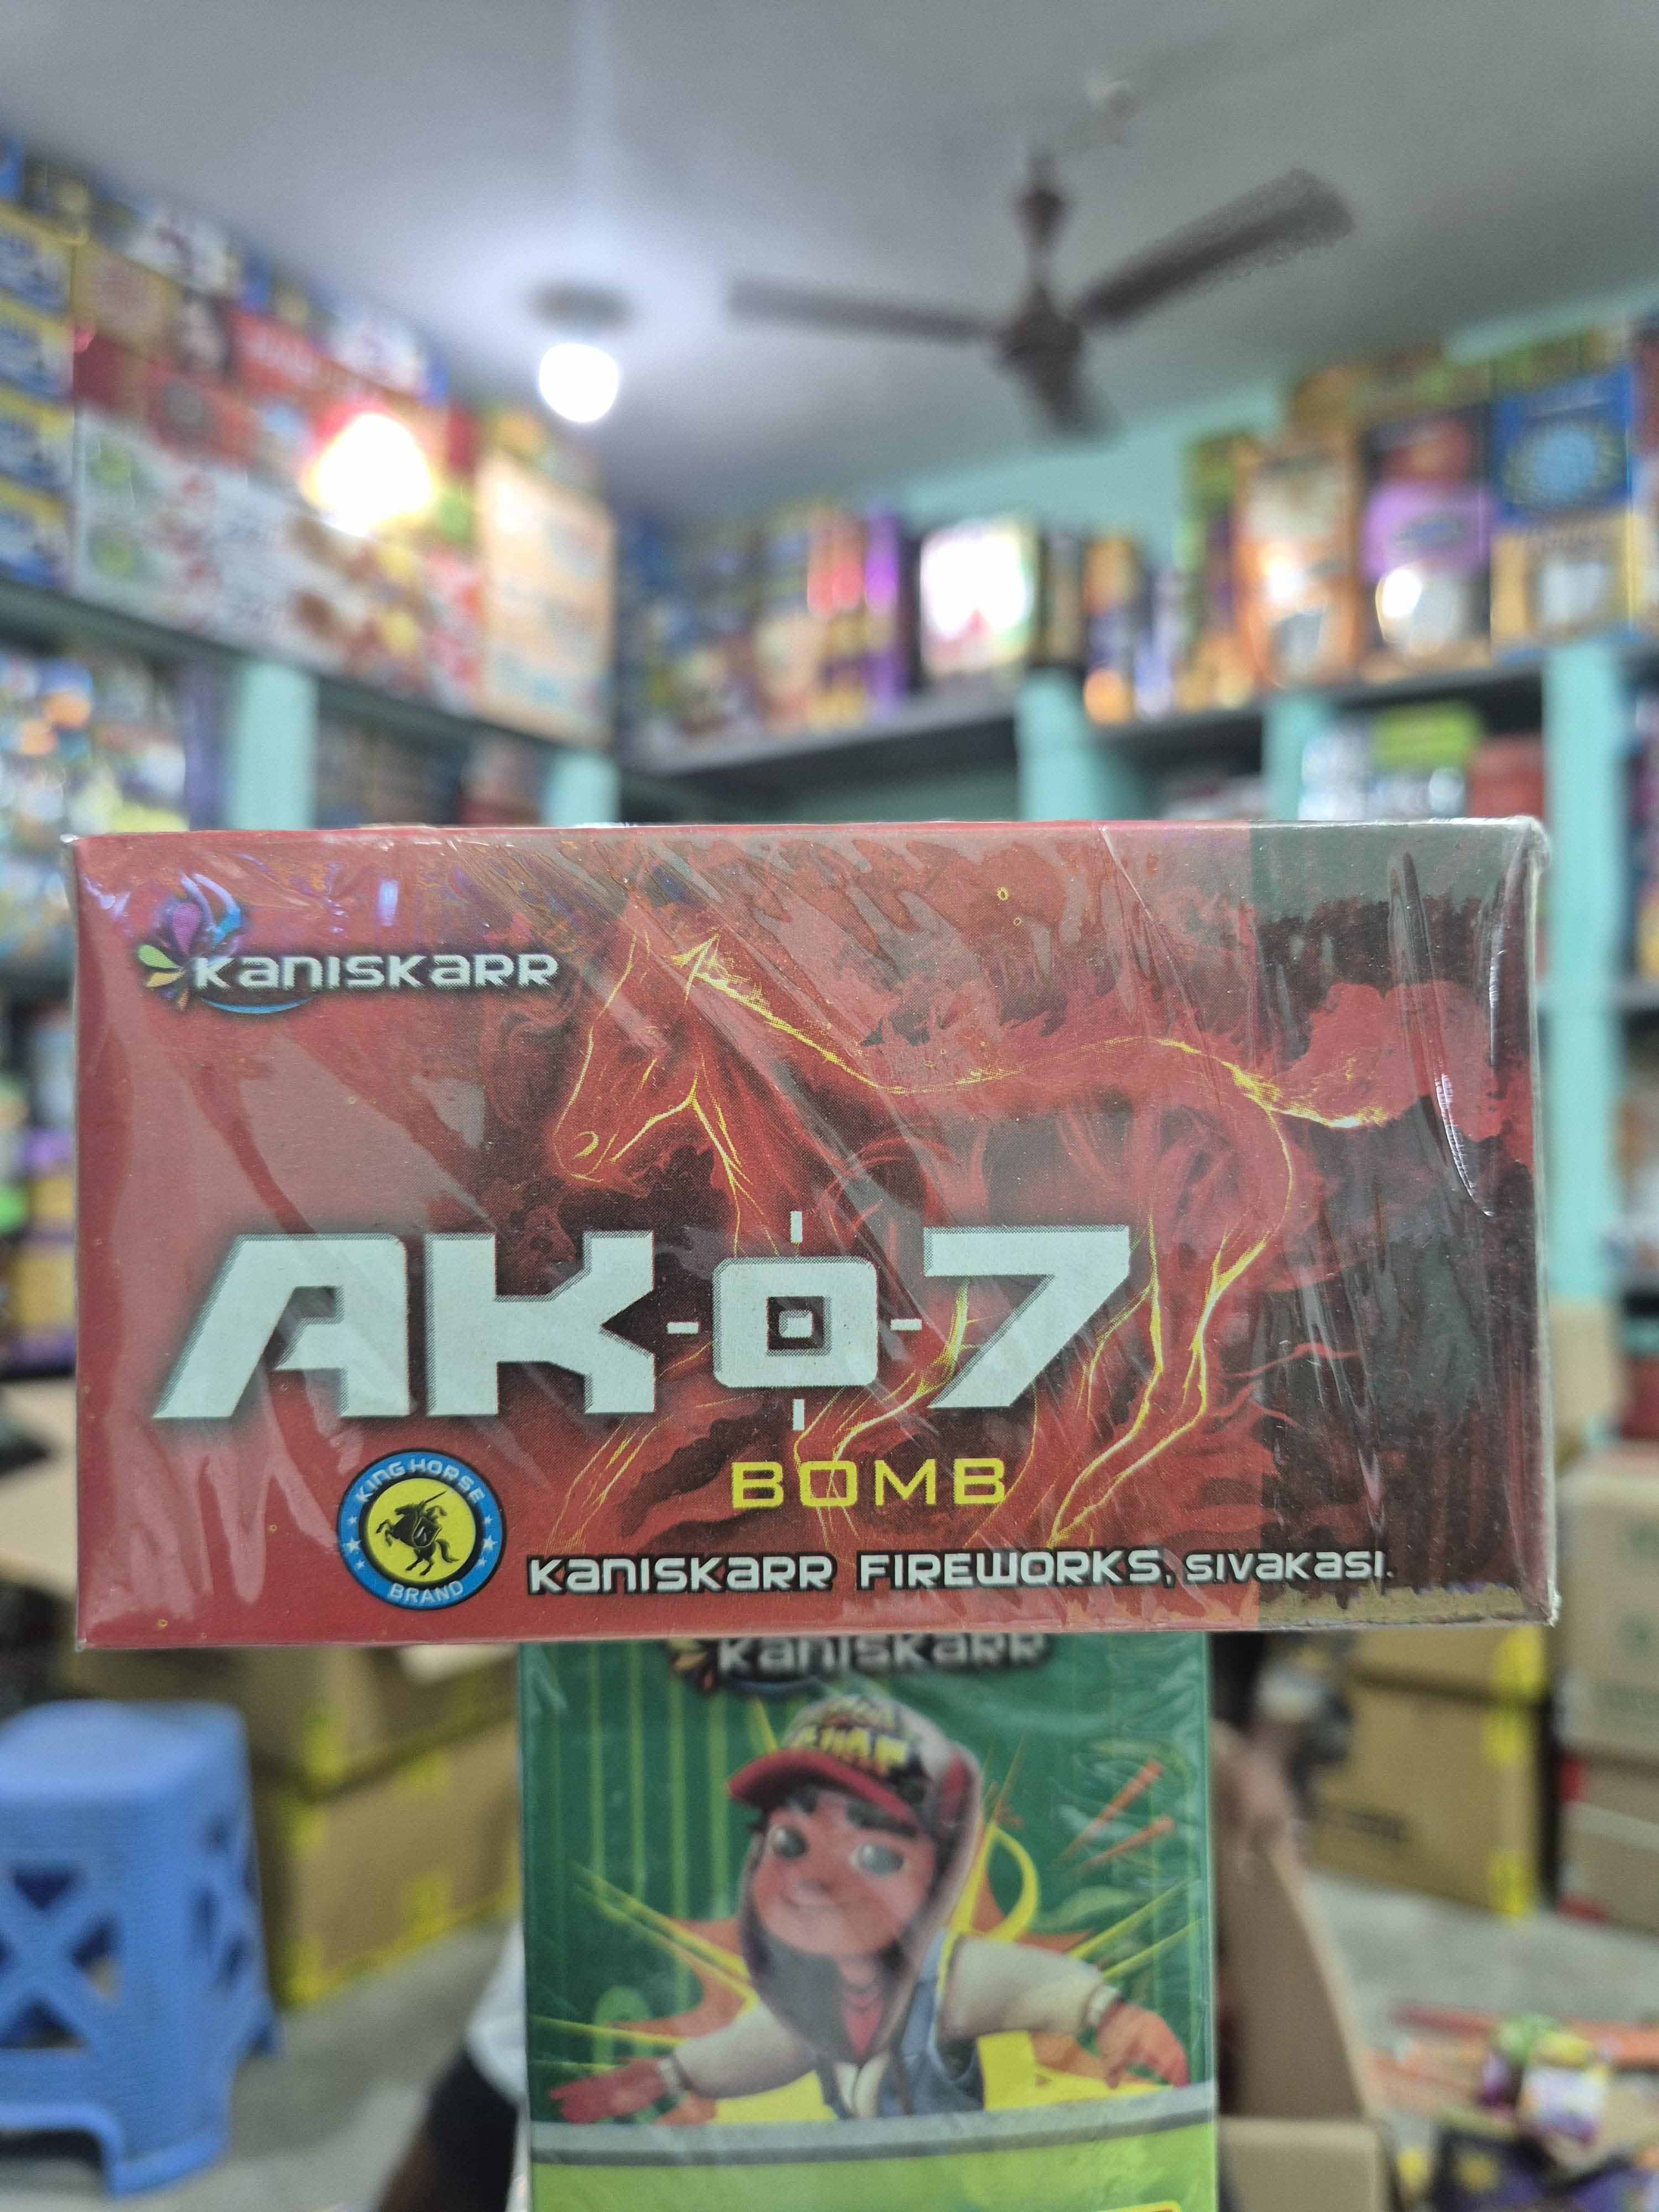 KANISKARR
AK-0-7
BOMB
KING HORSE
BRAND
KANISKARR FIREWORKS, SIVAKASI.
KANISKARR